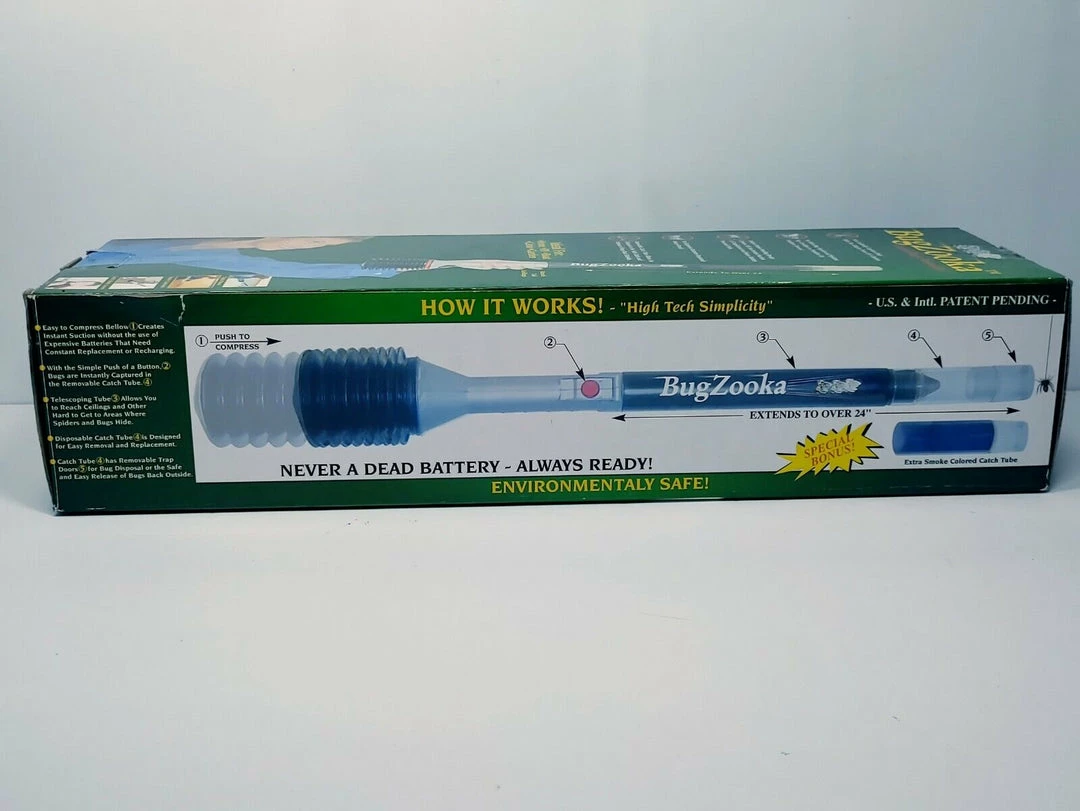 BugZooka
BugZooka
HOW IT WORKS! - "High Tech Simplicity"
- U.S. & Intl. PATENT PENDING -
Easy to Compress Bellow ① Creates
Instant Suction without the use of
Expensive Batteries That Need
Constant Replacement or Recharging.
With the Simple Push of a Button, ②
Bugs are Instantly Captured in
the Removable Catch Tube. ④
Telescoping Tube ③ Allows You
to Reach Ceilings and Other
Hard to Get to Areas Where
Spiders and Bugs Hide.
Disposable Catch Tube ④ is Designed
for Easy Removal and Replacement.
Catch Tube ④ has Removable Trap
Doors ⑤ for Bug Disposal or the Safe
and Easy Release of Bugs Back Outside.
① PUSH TO
COMPRESS
②
③
④
⑤
BugZooka
EXTENDS TO OVER 24"
SPECIAL
BONUS!
Extra Smoke Colored Catch Tube
NEVER A DEAD BATTERY - ALWAYS READY!
ENVIRONMENTALY SAFE!